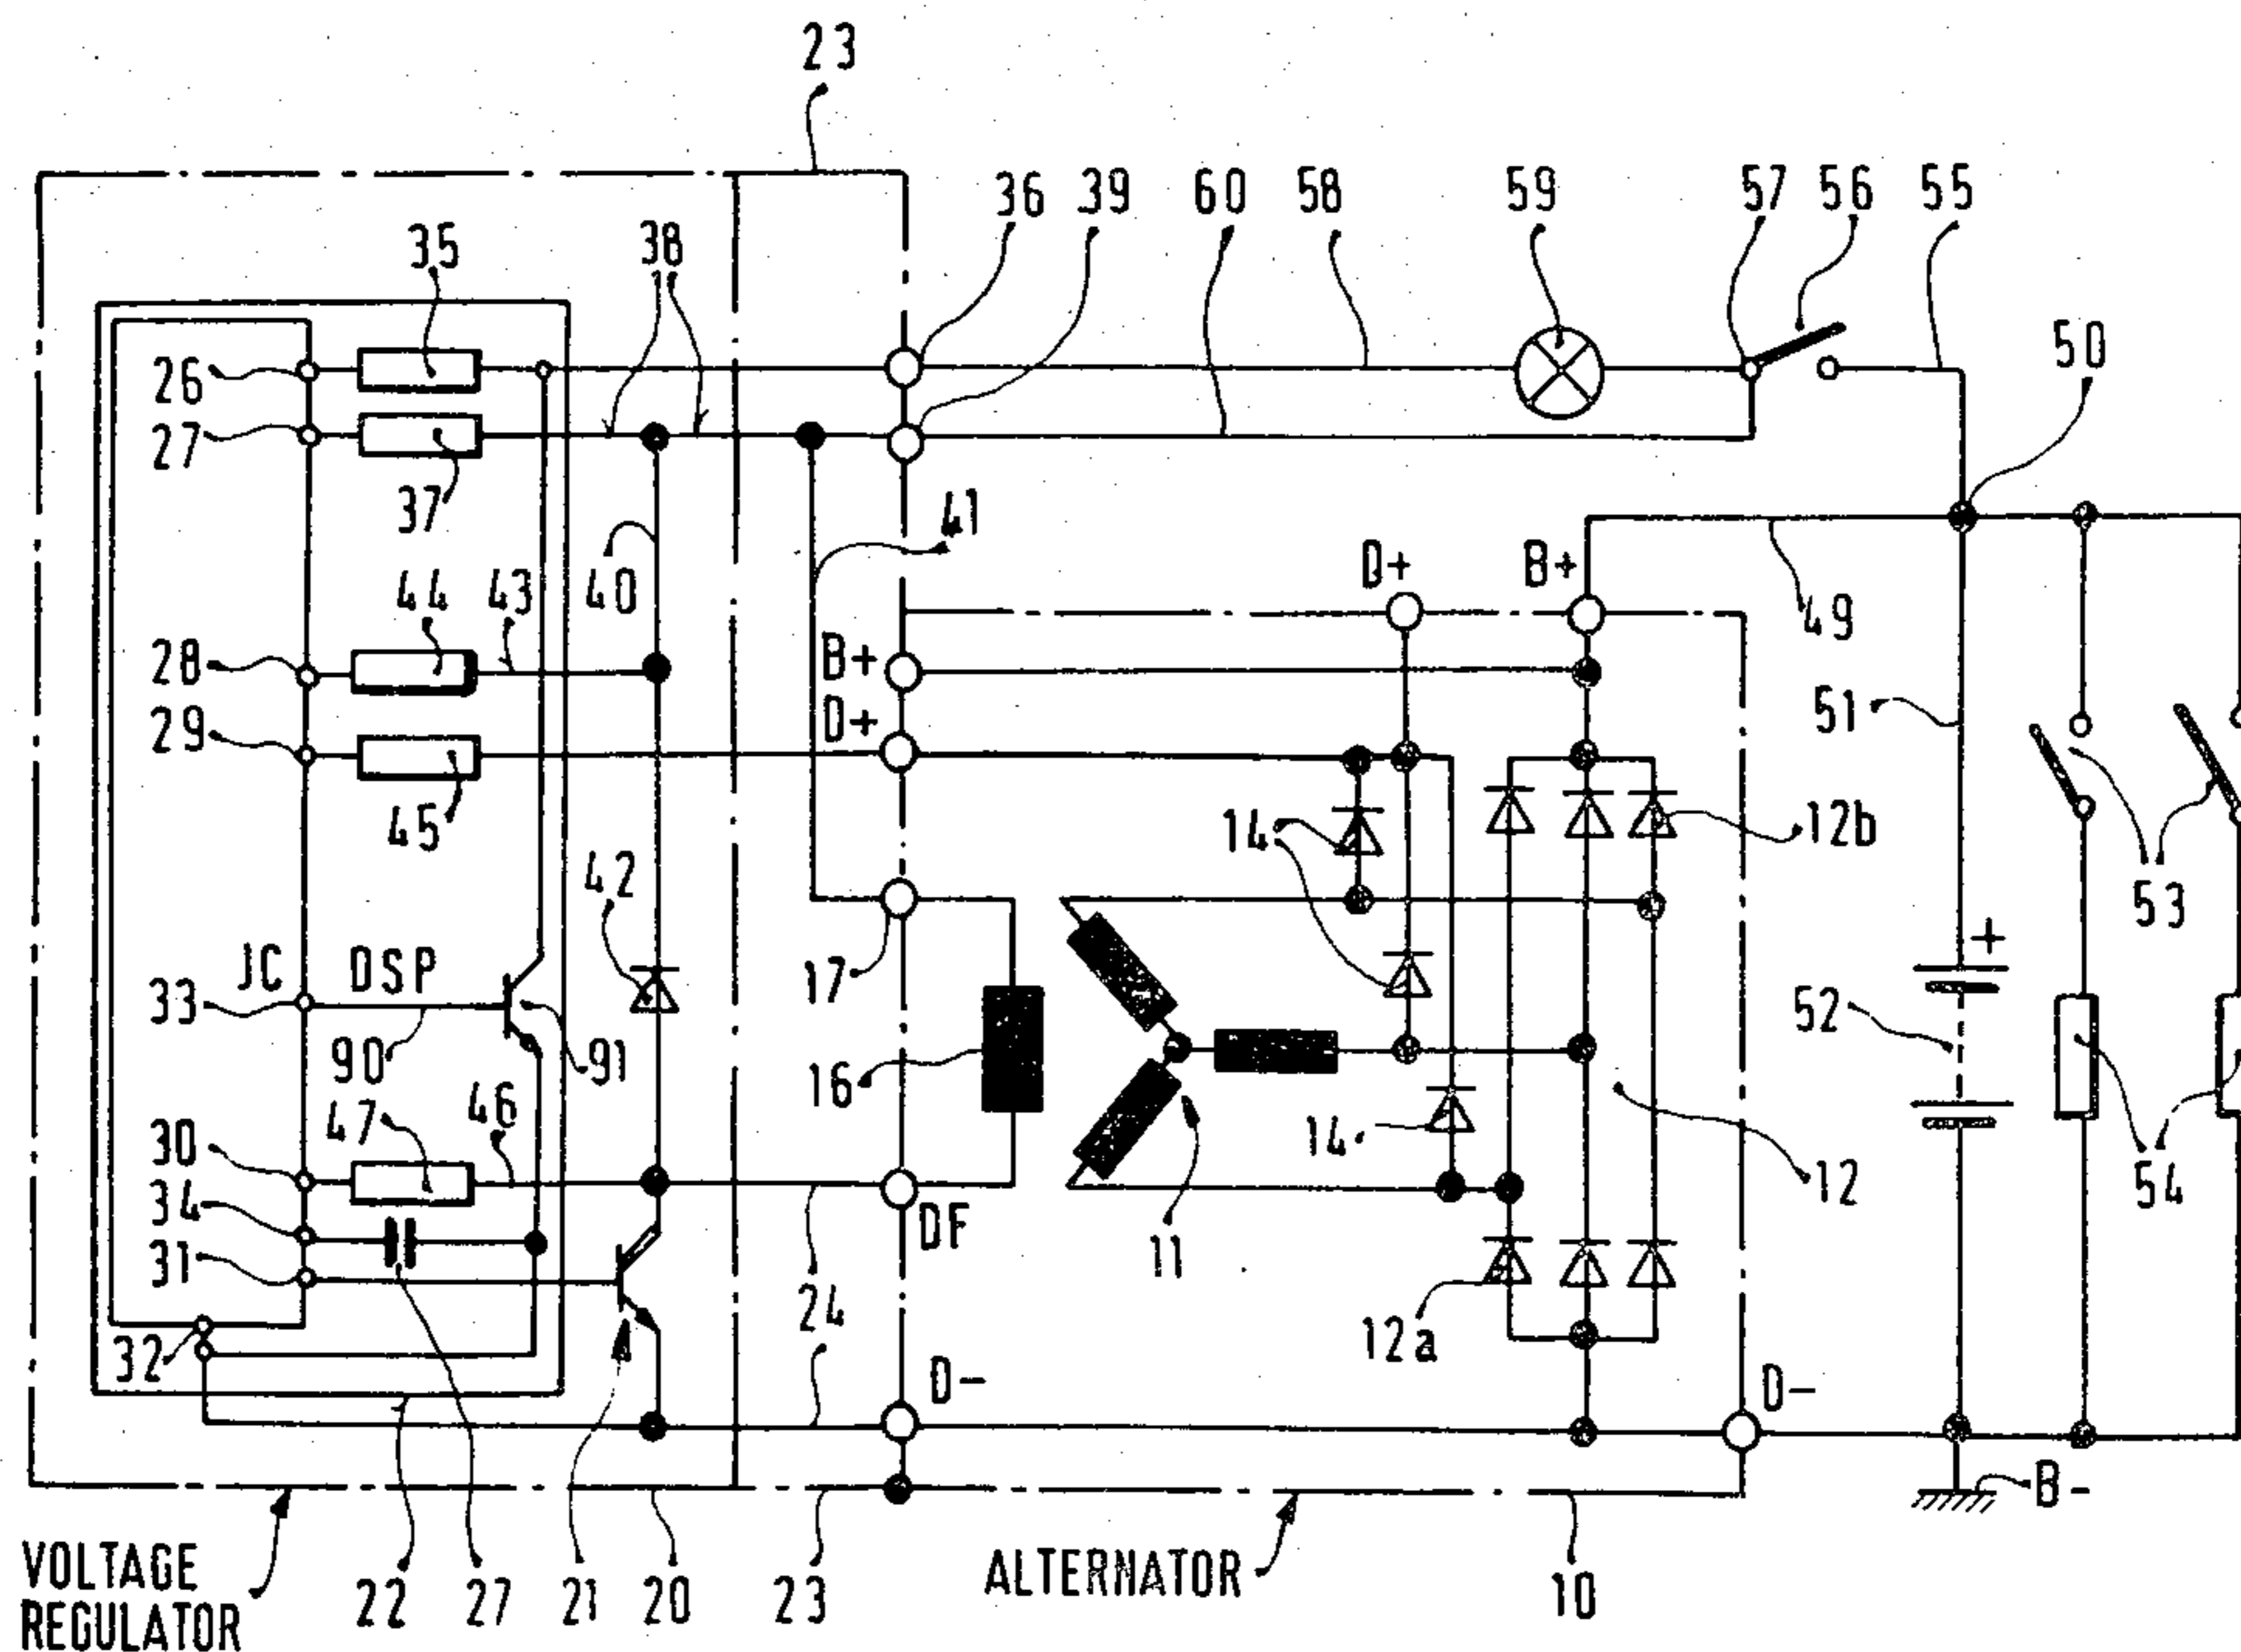 23
36 39 60 58 59 57 56 55
35 38
50
26
27
37
41
D+ B+
44 43 40
49
28
B+
29
D+
51
45
14
12b
42
53
JC DSP
17
33
52
90 91
16
47 46
14
30
54
34
12
DF
11
31
24
32
12a
D-
D-
B-
VOLTAGE
REGULATOR
22 27 21 20 23
ALTERNATOR
10